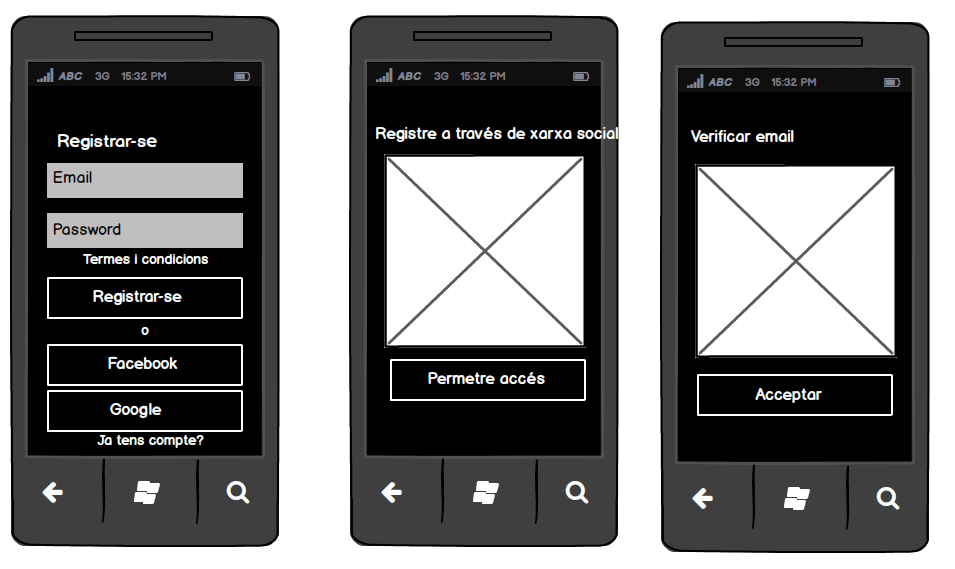 ABC 3G 15:32 PM
Registrar-se
Email
Password
Termes i condicions
Registrar-se
o
Facebook
Google
Ja tens compte?
ABC 3G 15:32 PM
Registre a través de xarxa social
Permetre accés
ABC 3G 15:32 PM
Verificar email
Acceptar